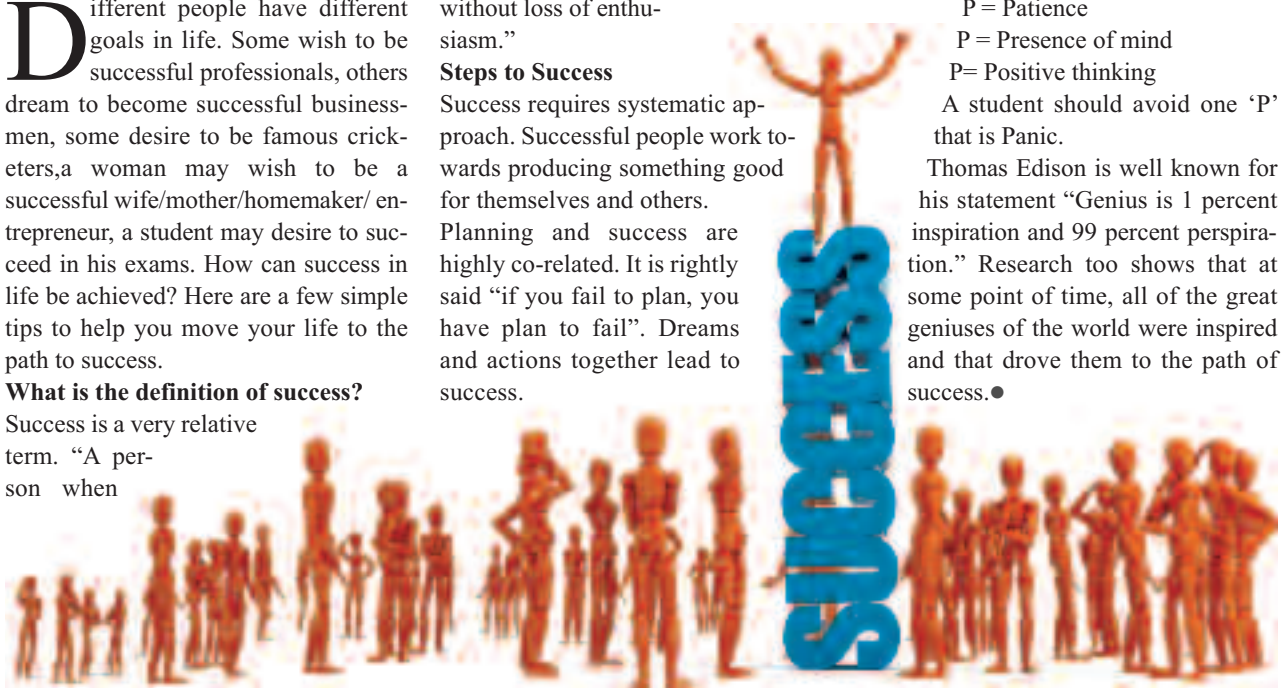 Different people have different
goals in life. Some wish to be
successful professionals, others
dream to become successful business-
men, some desire to be famous crick-
eters,a woman may wish to be a
successful wife/mother/homemaker/ en-
trepreneur, a student may desire to suc-
ceed in his exams. How can success in
life be achieved? Here are a few simple
tips to help you move your life to the
path to success.
What is the definition of success?
Success is a very relative
term. “A per-
son when
without loss of enthu-
siasm.”
Steps to Success
Success requires systematic ap-
proach. Successful people work to-
wards producing something good
for themselves and others.
Planning and success are
highly co-related. It is rightly
said “if you fail to plan, you
have plan to fail”. Dreams
and actions together lead to
success.
SUCCESS
P = Patience
P = Presence of mind
P= Positive thinking
A student should avoid one ‘P’
that is Panic.
Thomas Edison is well known for
his statement “Genius is 1 percent
inspiration and 99 percent perspira-
tion.” Research too shows that at
some point of time, all of the great
geniuses of the world were inspired
and that drove them to the path of
success.●